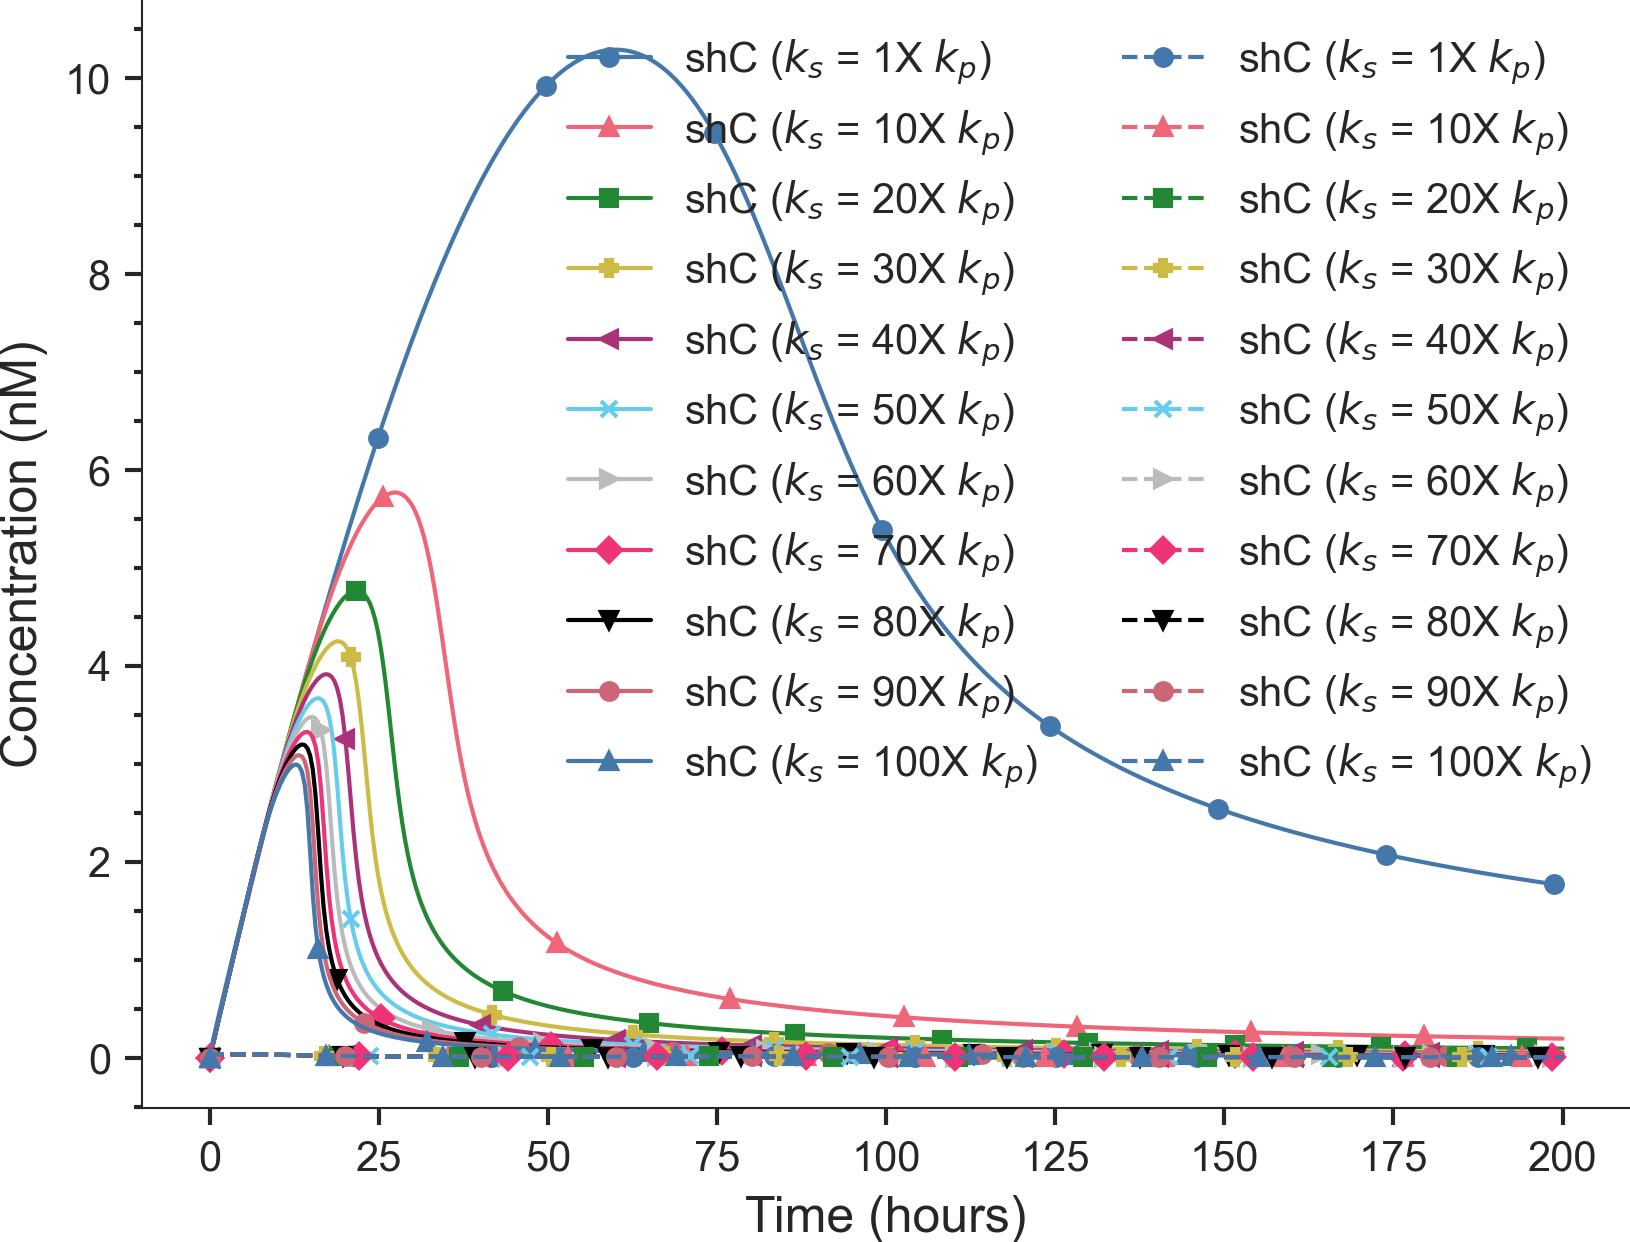 Concentration (nM)
10
8
6
4
2
0
shC (kₛ = 1X kₚ)
shC (kₛ = 10X kₚ)
shC (kₛ = 20X kₚ)
shC (kₛ = 30X kₚ)
shC (kₛ = 40X kₚ)
shC (kₛ = 50X kₚ)
shC (kₛ = 60X kₚ)
shC (kₛ = 70X kₚ)
shC (kₛ = 80X kₚ)
shC (kₛ = 90X kₚ)
shC (kₛ = 100X kₚ)
shC (kₛ = 1X kₚ)
shC (kₛ = 10X kₚ)
shC (kₛ = 20X kₚ)
shC (kₛ = 30X kₚ)
shC (kₛ = 40X kₚ)
shC (kₛ = 50X kₚ)
shC (kₛ = 60X kₚ)
shC (kₛ = 70X kₚ)
shC (kₛ = 80X kₚ)
shC (kₛ = 90X kₚ)
shC (kₛ = 100X kₚ)
0 25 50 75 100 125 150 175 200
Time (hours)